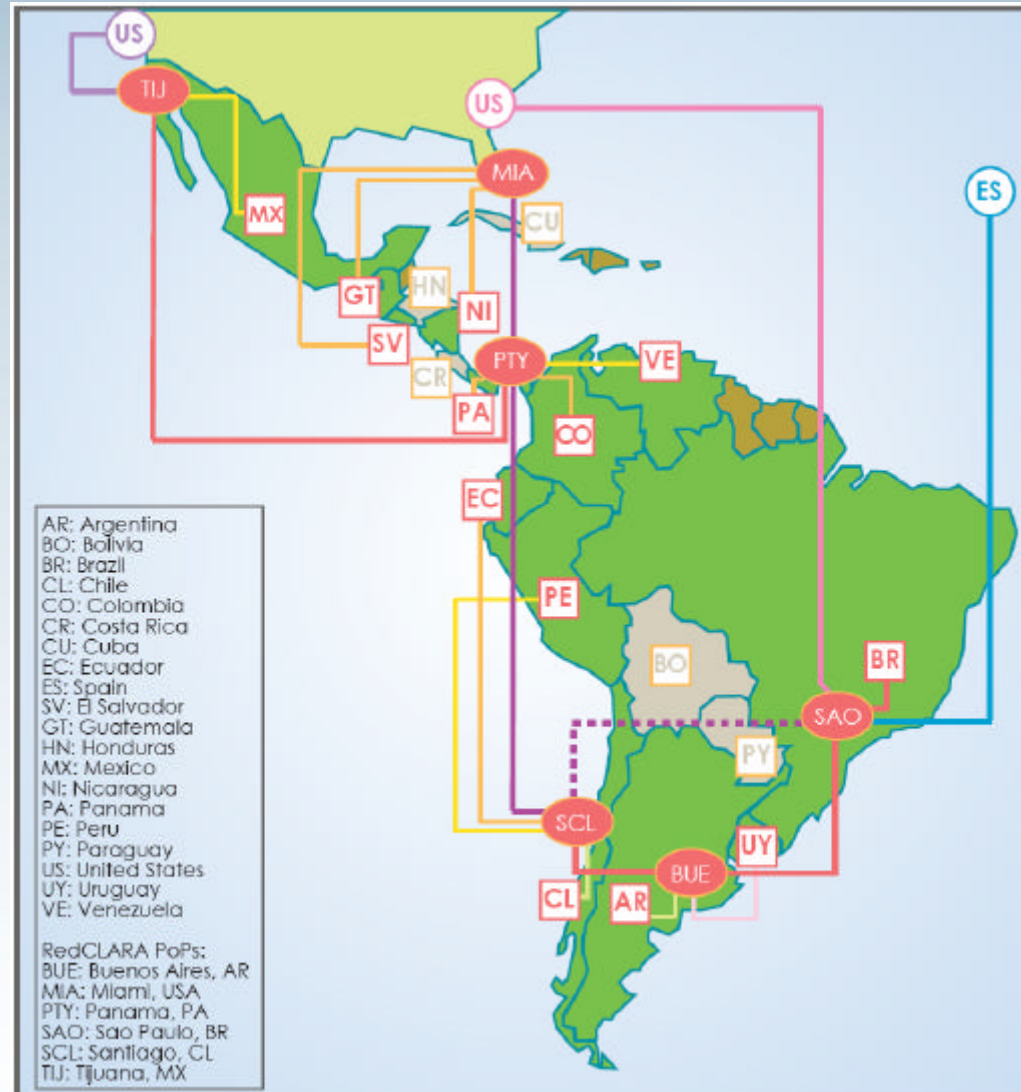 US
TIJ
US
MIA
ES
MX
CU
HN
GT
NI
SV
PTY
VE
CR
PA
CO
EC
PE
BO
BR
SAO
PY
SCL
UY
BUE
CL
AR
AR: Argentina
BO: Bolivia
BR: Brazil
CL: Chile
CO: Colombia
CR: Costa Rica
CU: Cuba
EC: Ecuador
ES: Spain
SV: El Salvador
GT: Guatemala
HN: Honduras
MX: Mexico
NI: Nicaragua
PA: Panama
PE: Peru
PY: Paraguay
US: United States
UY: Uruguay
VE: Venezuela
RedCLARA PoPs:
BUE: Buenos Aires, AR
MIA: Miami, USA
PTY: Panama, PA
SAO: Sao Paulo, BR
SCL: Santiago, CL
TIJ: Tijuana, MX